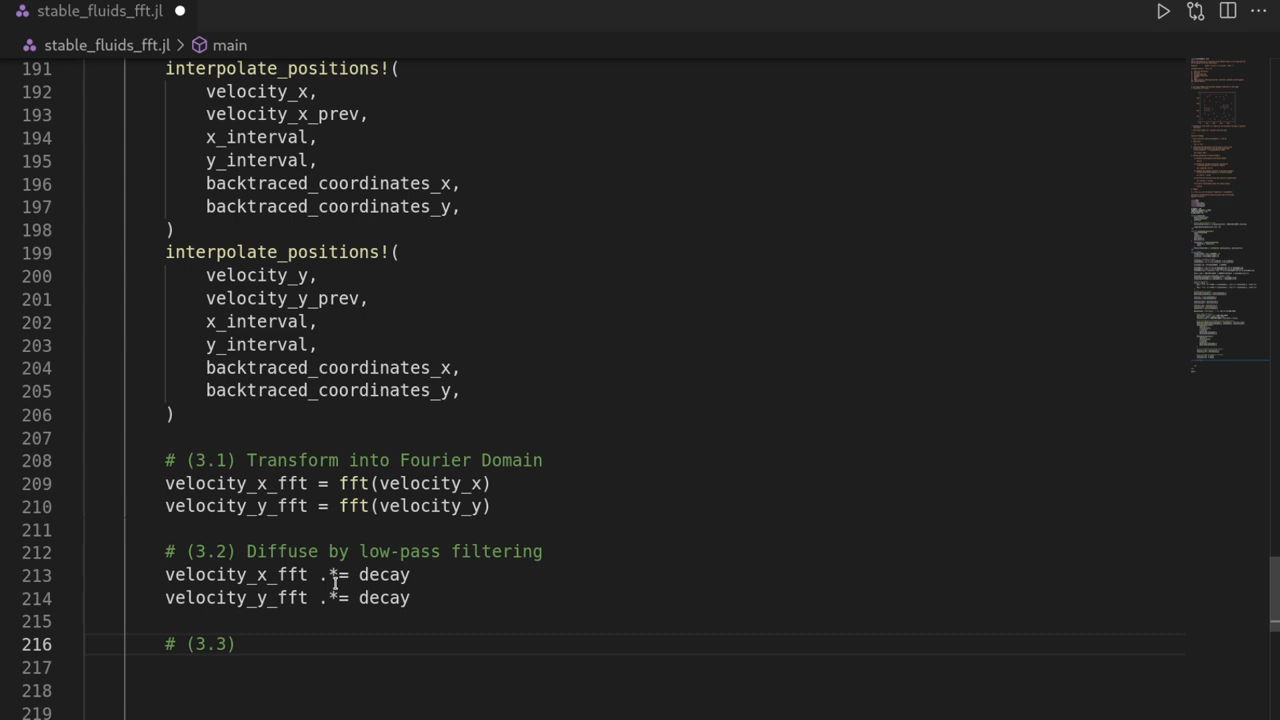 stable_fluids_fft.jl
stable_fluids_fft.jl > main
191 interpolate_positions!(
192 velocity_x,
193 velocity_x_prev,
194 x_interval,
195 y_interval,
196 backtraced_coordinates_x,
197 backtraced_coordinates_y,
198 )
199 interpolate_positions!(
200 velocity_y,
201 velocity_y_prev,
202 x_interval,
203 y_interval,
204 backtraced_coordinates_x,
205 backtraced_coordinates_y,
206 )
207
208 # (3.1) Transform into Fourier Domain
209 velocity_x_fft = fft(velocity_x)
210 velocity_y_fft = fft(velocity_y)
211
212 # (3.2) Diffuse by low-pass filtering
213 velocity_x_fft .*= decay
214 velocity_y_fft .*= decay
215
216 # (3.3)
217
218
219